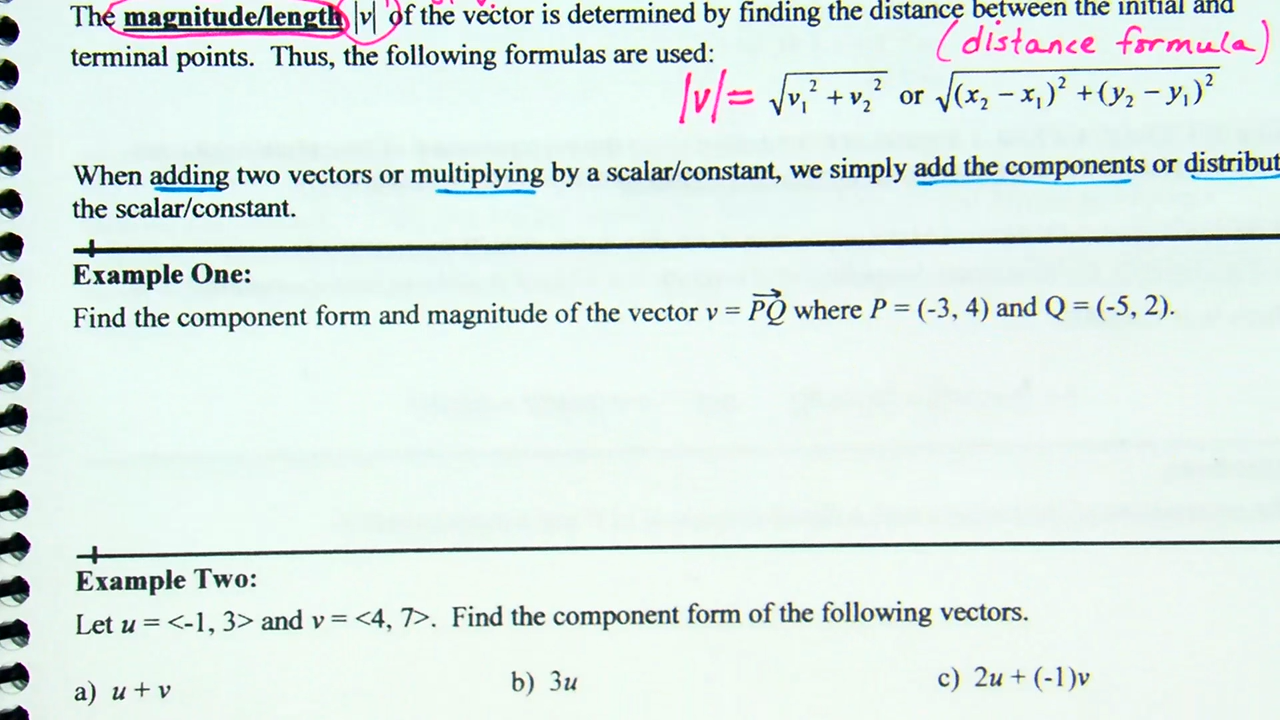 The magnitude/length |v| of the vector is determined by finding the distance between the initial and
(distance formula)
terminal points. Thus, the following formulas are used:
|v| = √v₁² + v₂² or √(x₂ − x₁)² + (y₂ − y₁)²
When adding two vectors or multiplying by a scalar/constant, we simply add the components or distribut
the scalar/constant.
Example One:
Find the component form and magnitude of the vector v = PQ→ where P = (-3, 4) and Q = (-5, 2).
Example Two:
Let u = <-1, 3> and v = <4, 7>. Find the component form of the following vectors.
a) u + v b) 3u c) 2u + (-1)v